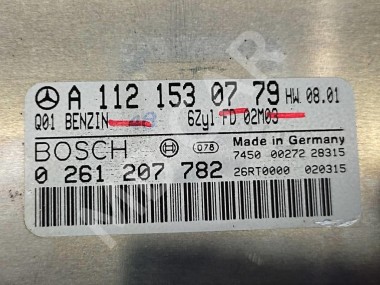 A 112 153 07 79 HW 08.01
Q01 BENZIN 6Zyl FD 02M03
BOSCH Q78 Made in Germany
7450 00272 28315
0 261 207 782 26RT0000 020315